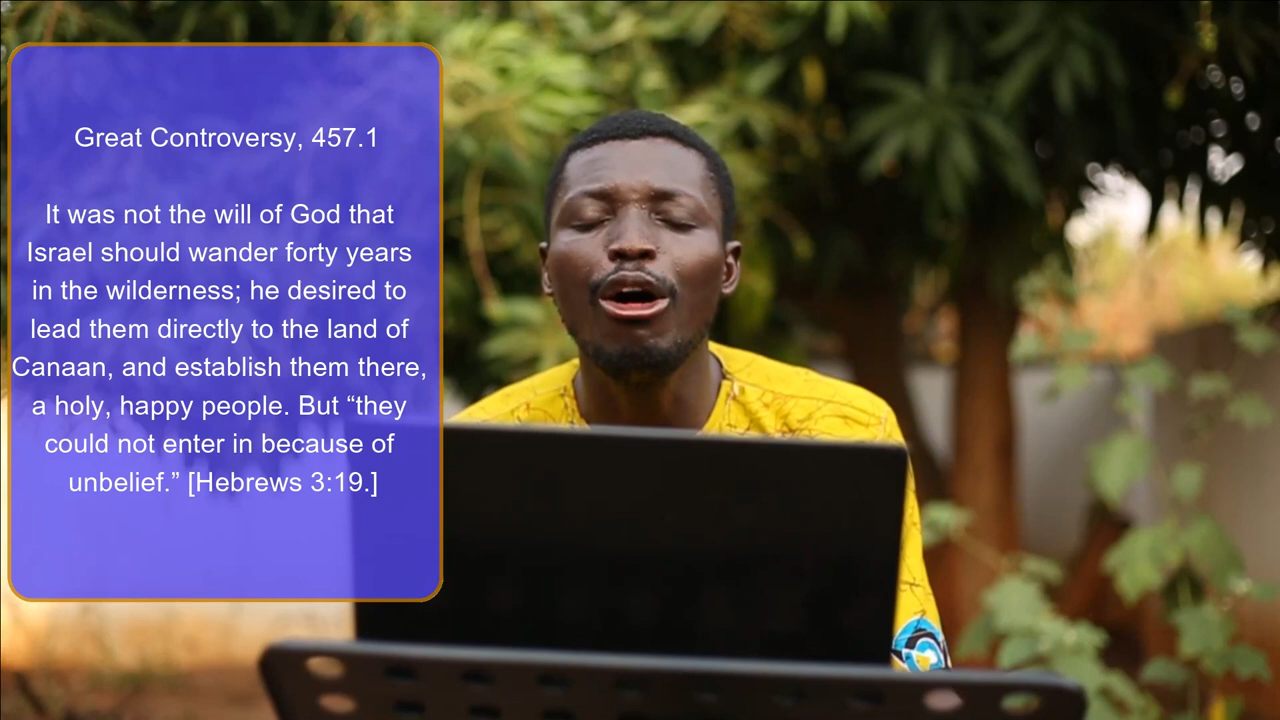 Great Controversy, 457.1
It was not the will of God that
Israel should wander forty years
in the wilderness; he desired to
lead them directly to the land of
Canaan, and establish them there,
a holy, happy people. But “they
could not enter in because of
unbelief.” [Hebrews 3:19.]